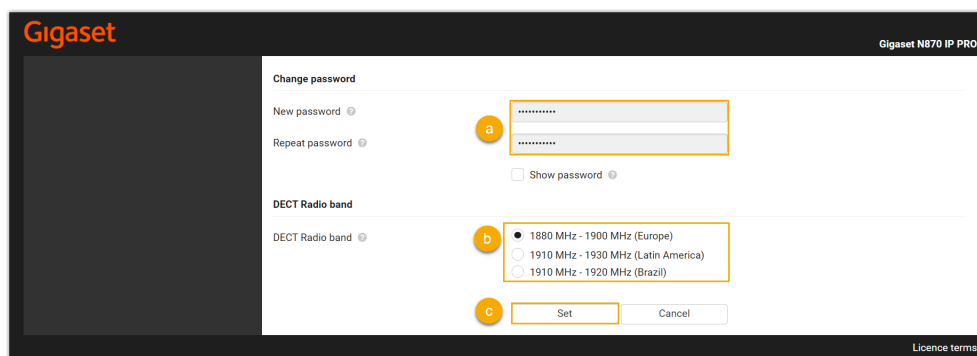 Gigaset
Gigaset N870 IP PRO
Change password
New password ?
•••••••••••
a
Repeat password ?
•••••••••••
Show password ?
DECT Radio band
DECT Radio band ?
b
1880 MHz - 1900 MHz (Europe)
1910 MHz - 1930 MHz (Latin America)
1910 MHz - 1920 MHz (Brazil)
c
Set
Cancel
Licence terms